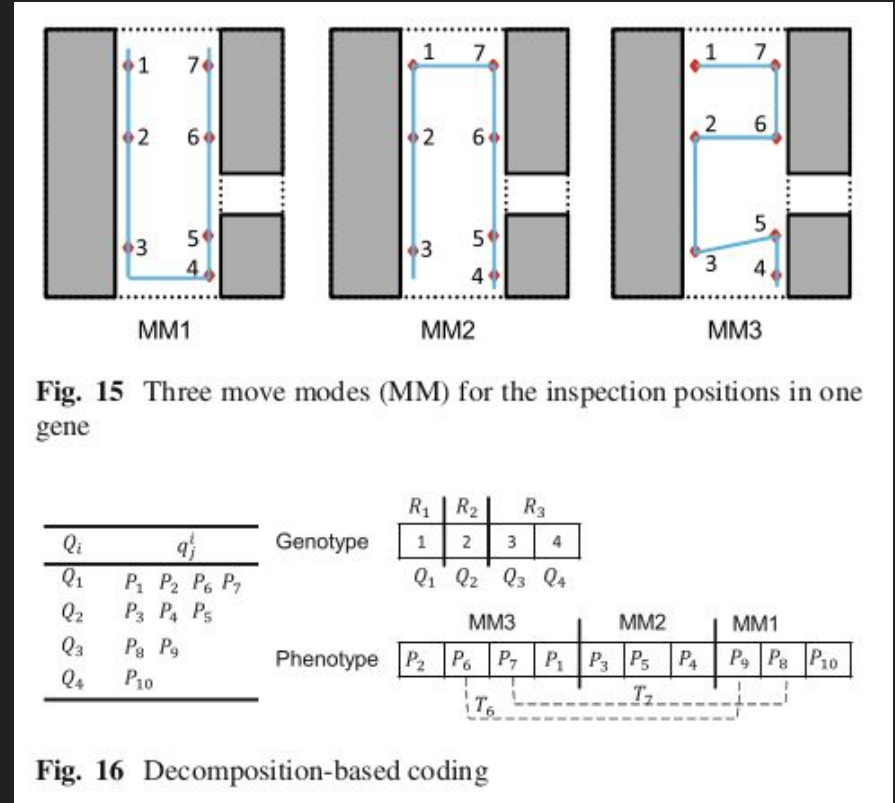 1 7 1 7 1 7
2 6 2 6 2 6
3 5 3 5 3 5
4 4 4
MM1 MM2 MM3
Fig. 15 Three move modes (MM) for the inspection positions in one
gene
R₁ R₂ R₃
Qᵢ qⱼⁱ Genotype 1 2 3 4
Q₁ P₁ P₂ P₆ P₇ Q₁ Q₂ Q₃ Q₄
Q₂ P₃ P₄ P₅ MM3 MM2 MM1
Q₃ P₈ P₉ Phenotype P₂ P₆ P₇ P₁ P₃ P₅ P₄ P₉ P₈ P₁₀
Q₄ P₁₀ T₆ T₇
Fig. 16 Decomposition-based coding